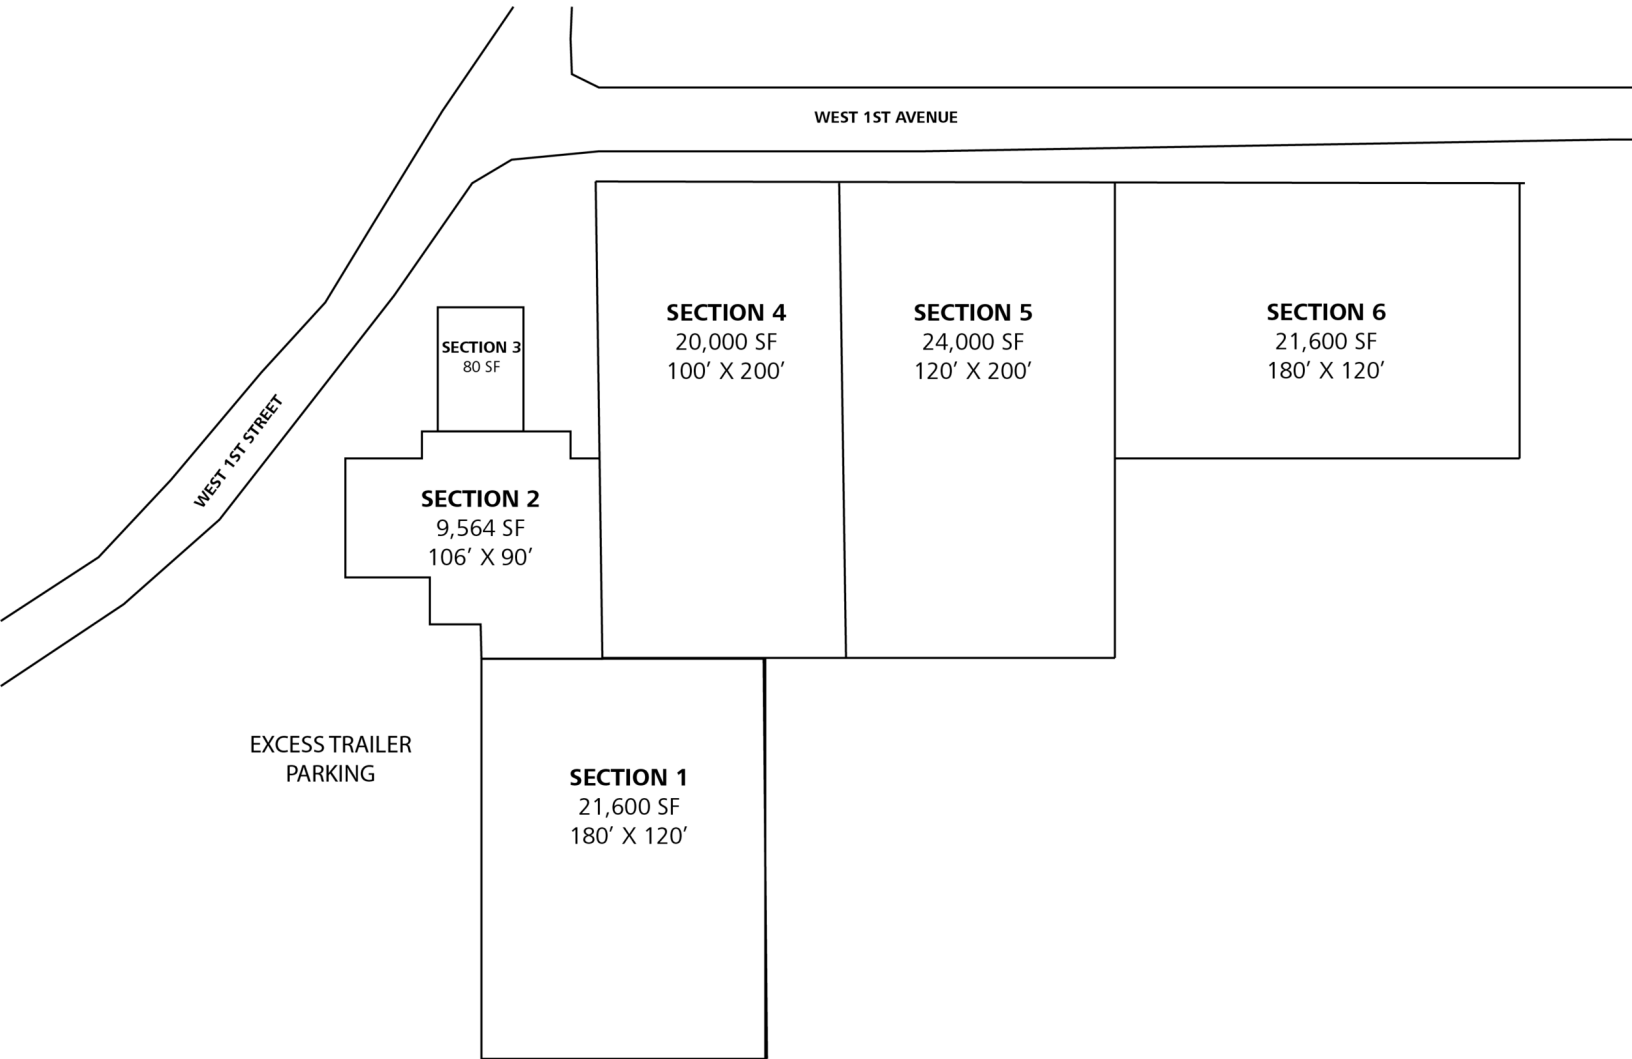 WEST 1ST AVENUE
SECTION 4
20,000 SF
100’ X 200’
SECTION 5
24,000 SF
120’ X 200’
SECTION 6
21,600 SF
180’ X 120’
SECTION 3
80 SF
WEST 1ST STREET
SECTION 2
9,564 SF
106’ X 90’
EXCESS TRAILER
PARKING
SECTION 1
21,600 SF
180’ X 120’